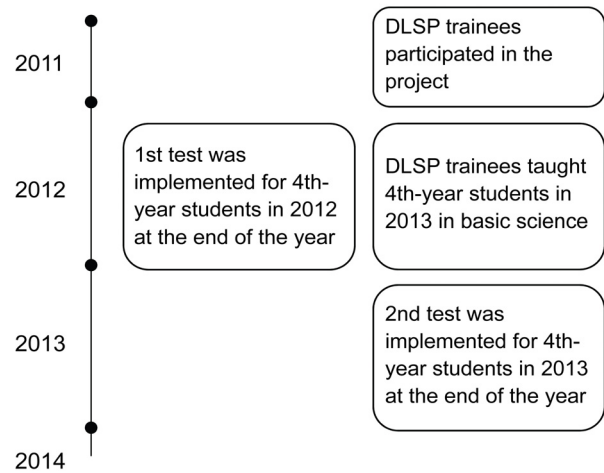 2011
DLSP trainees
participated in the
project
2012
1st test was
implemented for 4th-
year students in 2012
at the end of the year
DLSP trainees taught
4th-year students in
2013 in basic science
2013
2nd test was
implemented for 4th-
year students in 2013
at the end of the year
2014